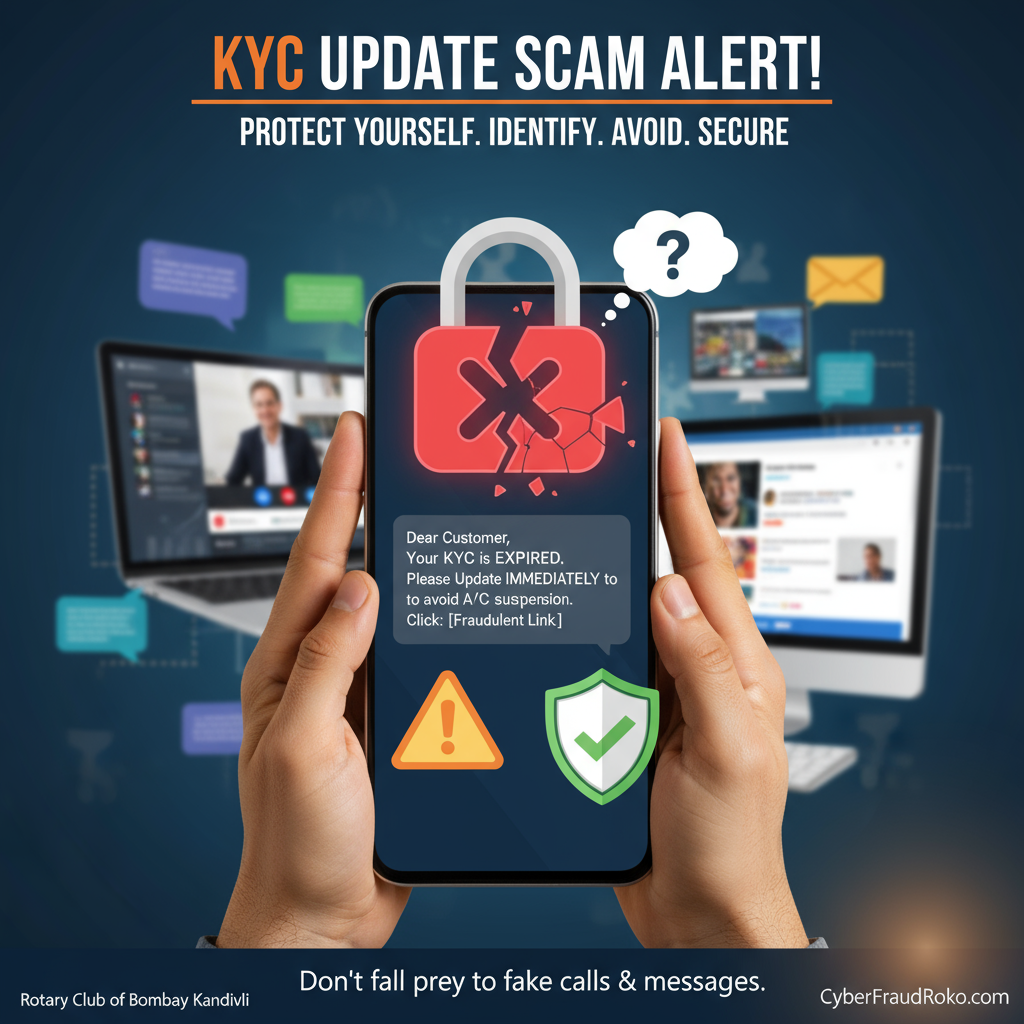 KYC UPDATE SCAM ALERT!
PROTECT YOURSELF. IDENTIFY. AVOID. SECURE
?
Dear Customer,
Your KYC is EXPIRED.
Please Update IMMEDIATELY to
to avoid A/C suspension.
Click: [Fraudulent Link]
Don't fall prey to fake calls & messages.
Rotary Club of Bombay Kandivli
CyberFraudRoko.com